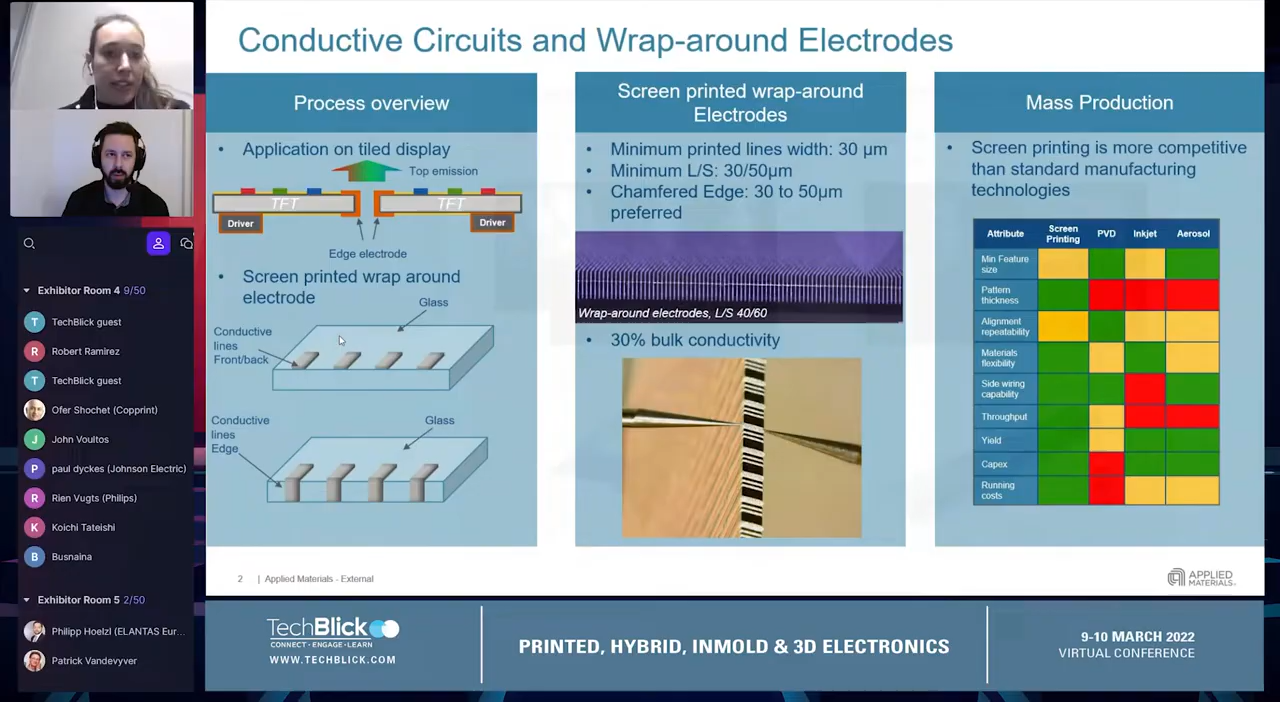 Conductive Circuits and Wrap-around Electrodes
Process overview
• Application on tiled display
Top emission
TFT
TFT
Driver
Driver
Edge electrode
• Screen printed wrap around
electrode
Glass
Conductive
lines
Front/back
Conductive
lines
Edge
Glass
Screen printed wrap-around
Electrodes
• Minimum printed lines width: 30 µm
• Minimum L/S: 30/50µm
• Chamfered Edge: 30 to 50µm
preferred
Wrap-around electrodes, L/S 40/60
• 30% bulk conductivity
Mass Production
• Screen printing is more competitive
than standard manufacturing
technologies
Attribute Screen Printing PVD Inkjet Aerosol
Min Feature
size
Pattern
thickness
Alignment
repeatability
Materials
flexibility
Side wiring
capability
Throughput
Yield
Capex
Running
costs
2 | Applied Materials - External
APPLIED
MATERIALS
Exhibitor Room 4 9/50
T TechBlick guest
R Robert Ramirez
T TechBlick guest
Ofer Shochet (Copprint)
J John Voultos
P paul dyckes (Johnson Electric)
R Rien Vugts (Philips)
K Koichi Tateishi
B Busnaina
Exhibitor Room 5 2/50
Philipp Hoelzl (ELANTAS Eur...
Patrick Vandevyver
TechBlick
CONNECT · ENGAGE · LEARN
WWW.TECHBLICK.COM
PRINTED, HYBRID, INMOLD & 3D ELECTRONICS
9-10 MARCH 2022
VIRTUAL CONFERENCE